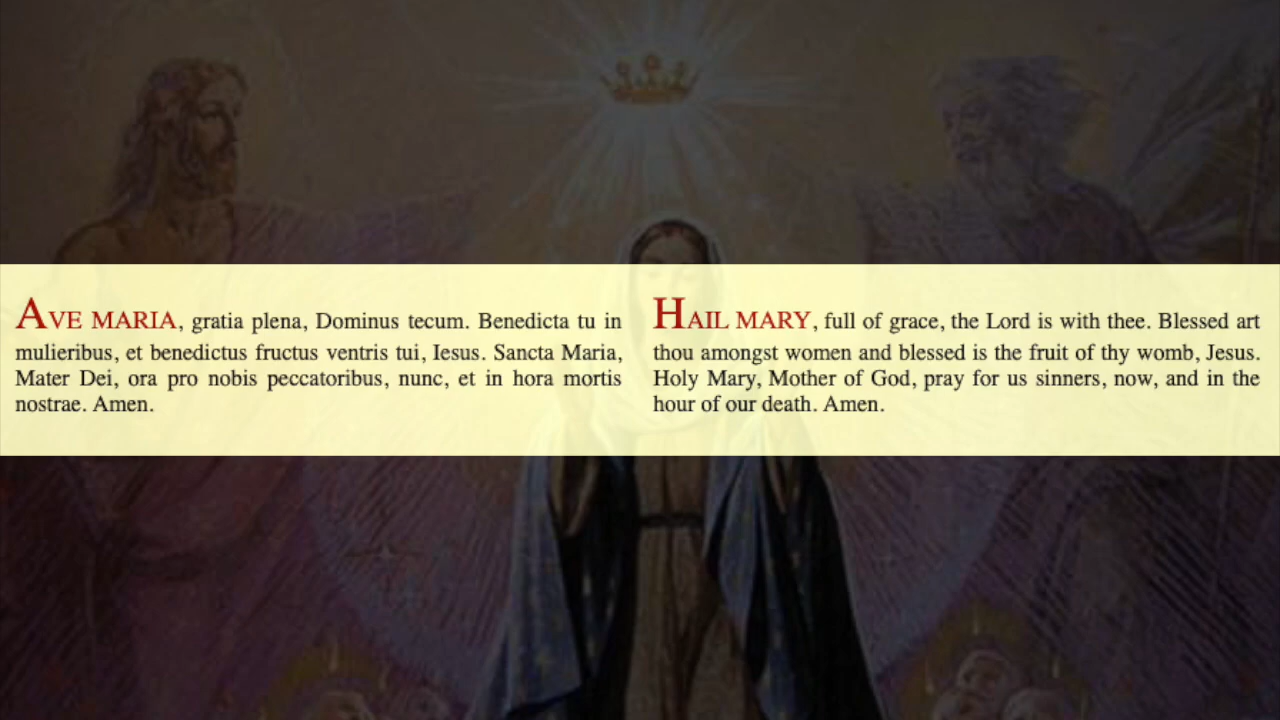 AVE MARIA, gratia plena, Dominus tecum. Benedicta tu in
mulieribus, et benedictus fructus ventris tui, Iesus. Sancta Maria,
Mater Dei, ora pro nobis peccatoribus, nunc, et in hora mortis
nostrae. Amen.
HAIL MARY, full of grace, the Lord is with thee. Blessed art
thou amongst women and blessed is the fruit of thy womb, Jesus.
Holy Mary, Mother of God, pray for us sinners, now, and in the
hour of our death. Amen.